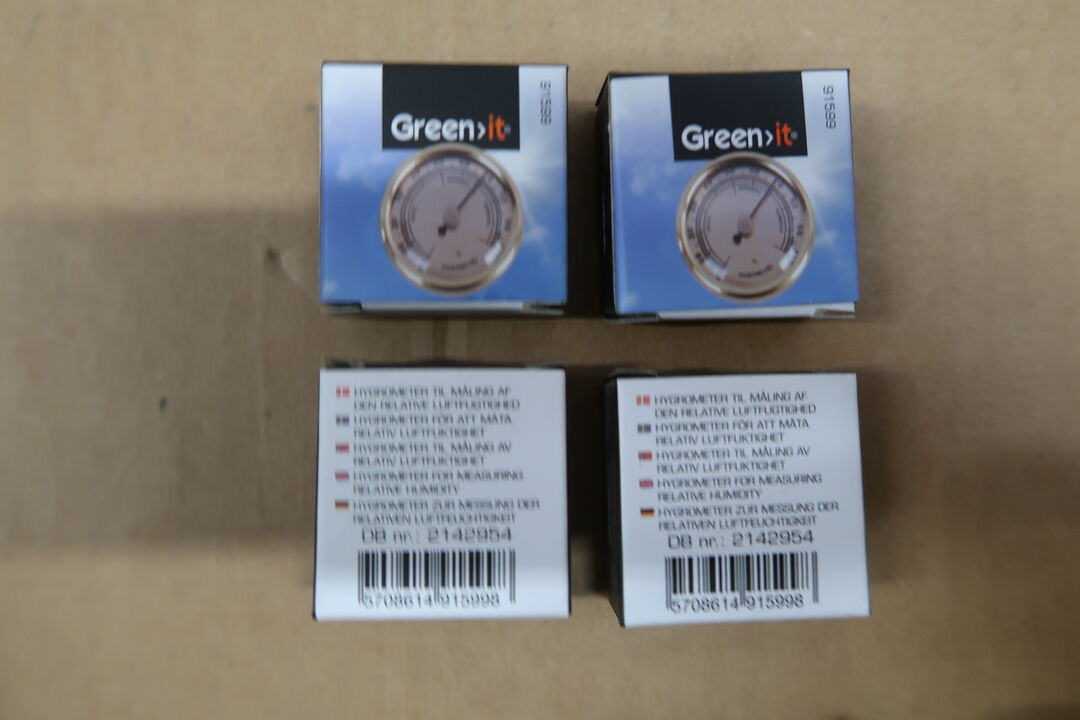 Green>it
91599
Green>it
91599
HYGROMETER TIL MÅLING AF
DEN RELATIVE LUFTFUGTIGHED
HYGROMETER FÖR ATT MÄTA
RELATIV LUFTFUKTIGHET
HYGROMETER TIL MÅLING AV
RELATIV LUFTFUKTIGHET
HYGROMETER FOR MEASURING
RELATIVE HUMIDITY
HYGROMETER ZUR MESSUNG DER
RELATIVEN LUFTFEUCHTIGKEIT
DB nr.: 2142954
5708614 915998
HYGROMETER TIL MÅLING AF
DEN RELATIVE LUFTFUGTIGHED
HYGROMETER FÖR ATT MÄTA
RELATIV LUFTFUKTIGHET
HYGROMETER TIL MÅLING AV
RELATIV LUFTFUKTIGHET
HYGROMETER FOR MEASURING
RELATIVE HUMIDITY
HYGROMETER ZUR MESSUNG DER
RELATIVEN LUFTFEUCHTIGKEIT
DB nr.: 2142954
5708614 915998